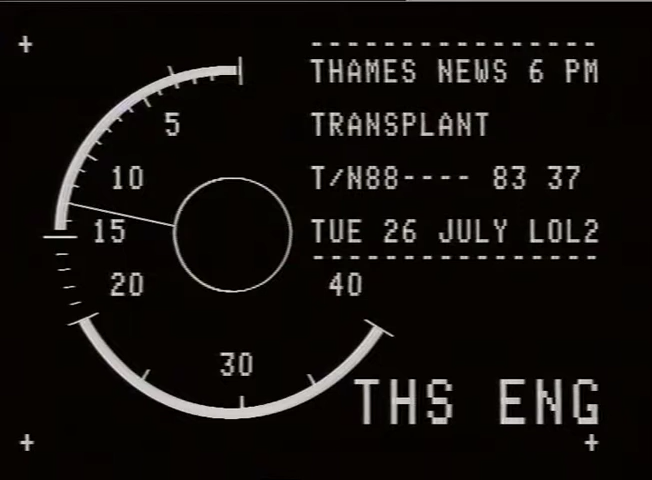 THAMES NEWS 6 PM
TRANSPLANT
T/N88---- 83 37
TUE 26 JULY LOL2
5
10
15
20
30
40
THS ENG